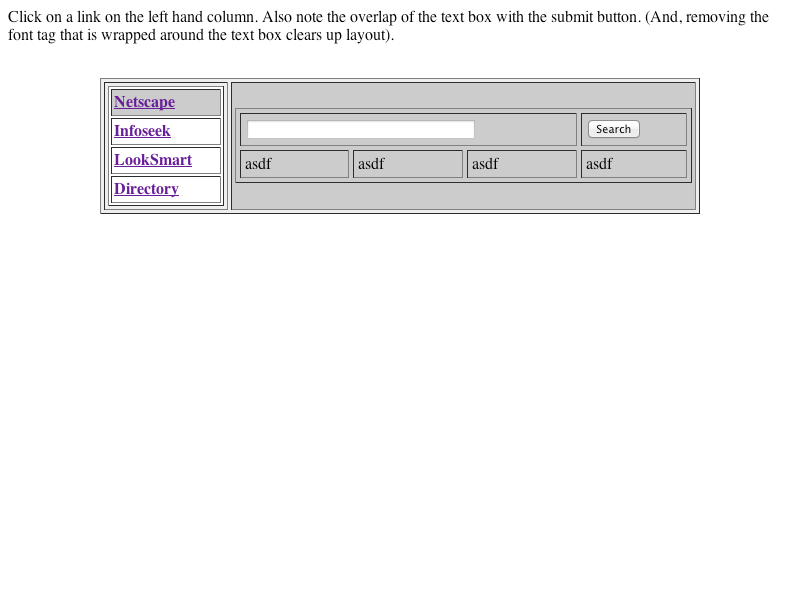 Click on a link on the left hand column. Also note the overlap of the text box with the submit button. (And, removing the
font tag that is wrapped around the text box clears up layout).
Netscape
Infoseek
LookSmart
Directory
Search
asdf asdf asdf asdf